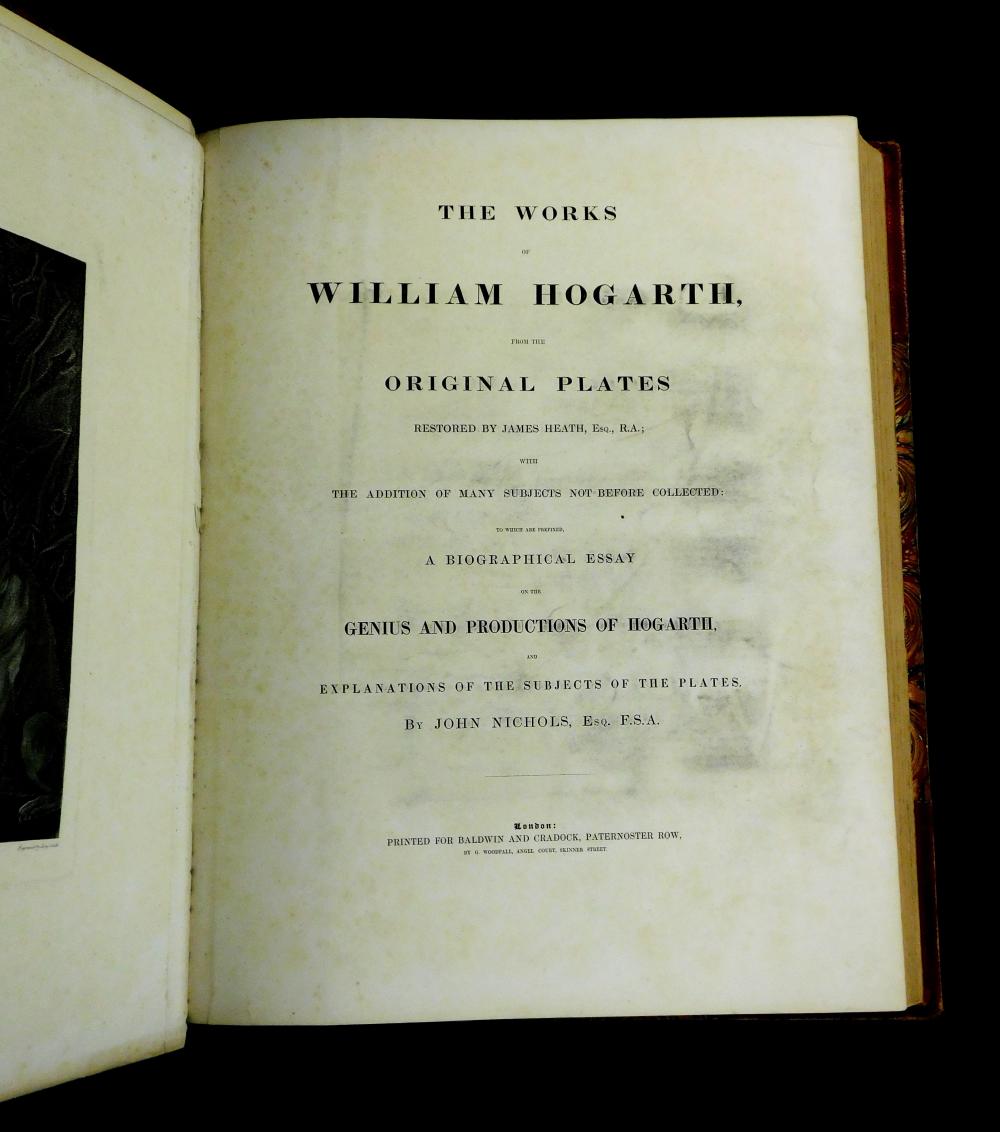 THE WORKS
OF
WILLIAM HOGARTH,
FROM THE
ORIGINAL PLATES
RESTORED BY JAMES HEATH, Esq., R.A.;
WITH
THE ADDITION OF MANY SUBJECTS NOT BEFORE COLLECTED:
TO WHICH ARE PREFIXED,
A BIOGRAPHICAL ESSAY
ON THE
GENIUS AND PRODUCTIONS OF HOGARTH,
AND
EXPLANATIONS OF THE SUBJECTS OF THE PLATES.
By JOHN NICHOLS, Esq. F.S.A.
London:
PRINTED FOR BALDWIN AND CRADOCK, PATERNOSTER ROW,
BY G. WOODFALL, ANGEL COURT, SKINNER STREET.